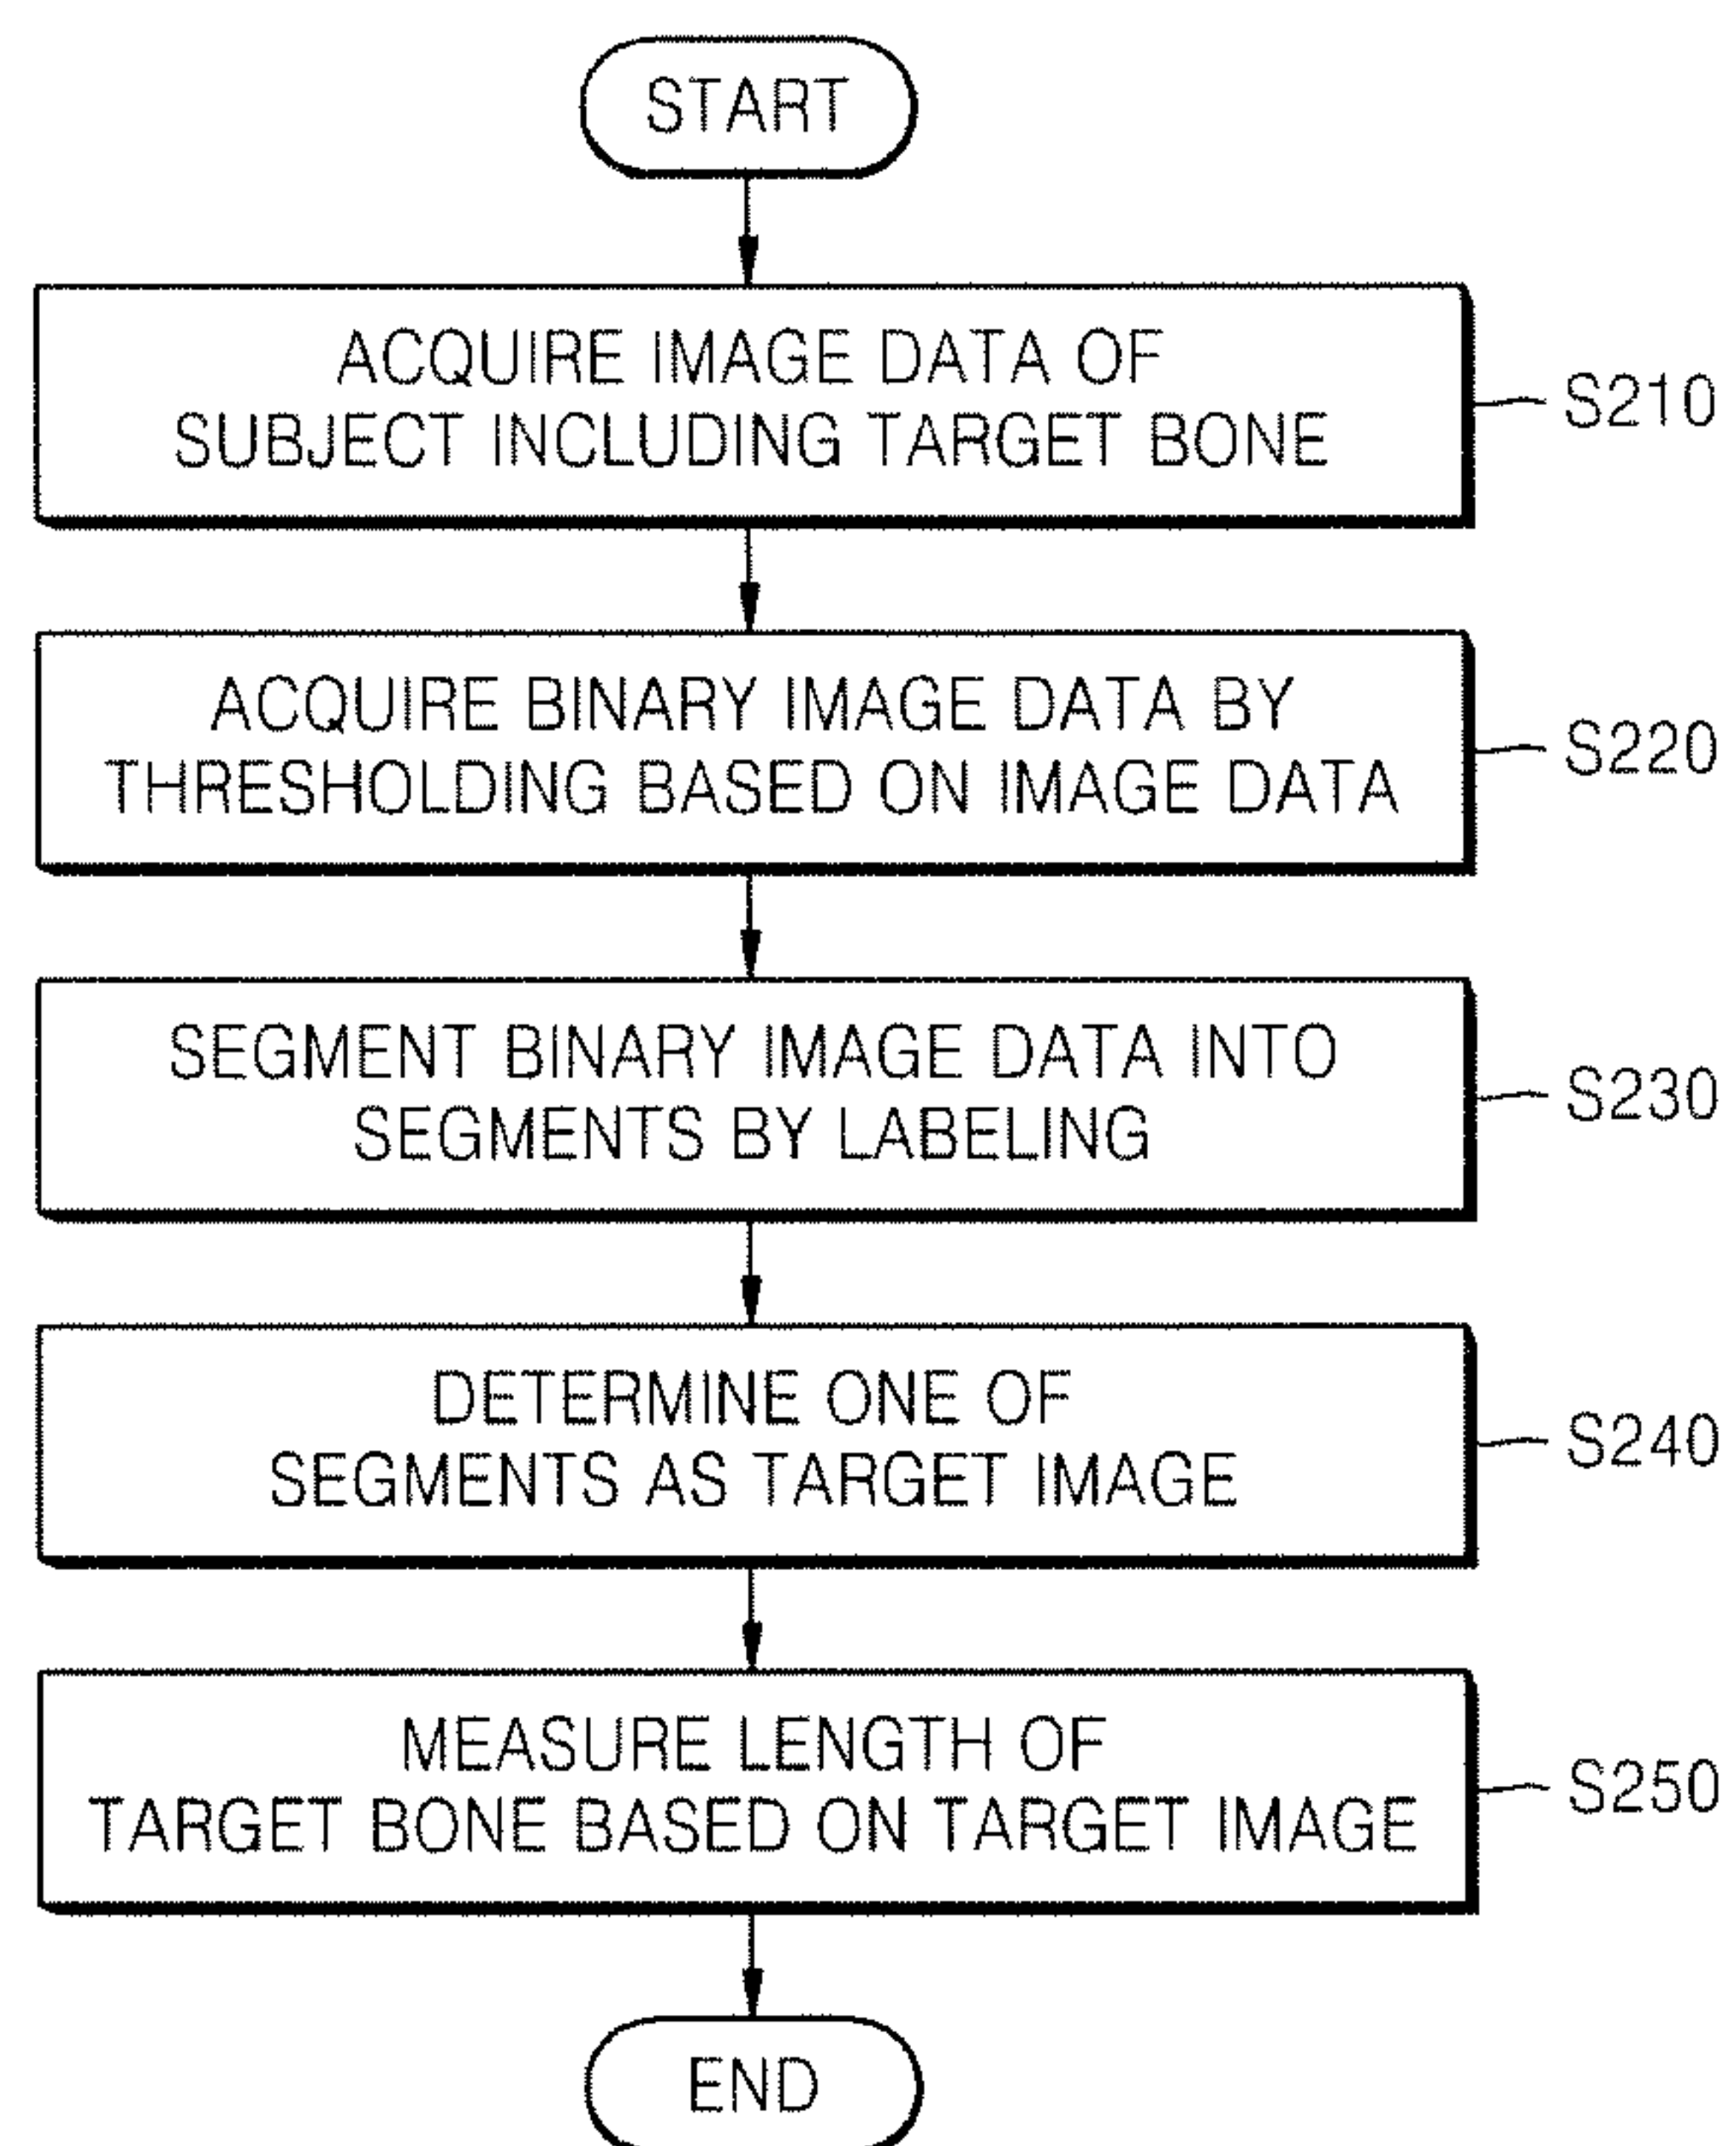 START
ACQUIRE IMAGE DATA OF
SUBJECT INCLUDING TARGET BONE
S210
ACQUIRE BINARY IMAGE DATA BY
THRESHOLDING BASED ON IMAGE DATA
S220
SEGMENT BINARY IMAGE DATA INTO
SEGMENTS BY LABELING
S230
DETERMINE ONE OF
SEGMENTS AS TARGET IMAGE
S240
MEASURE LENGTH OF
TARGET BONE BASED ON TARGET IMAGE
S250
END